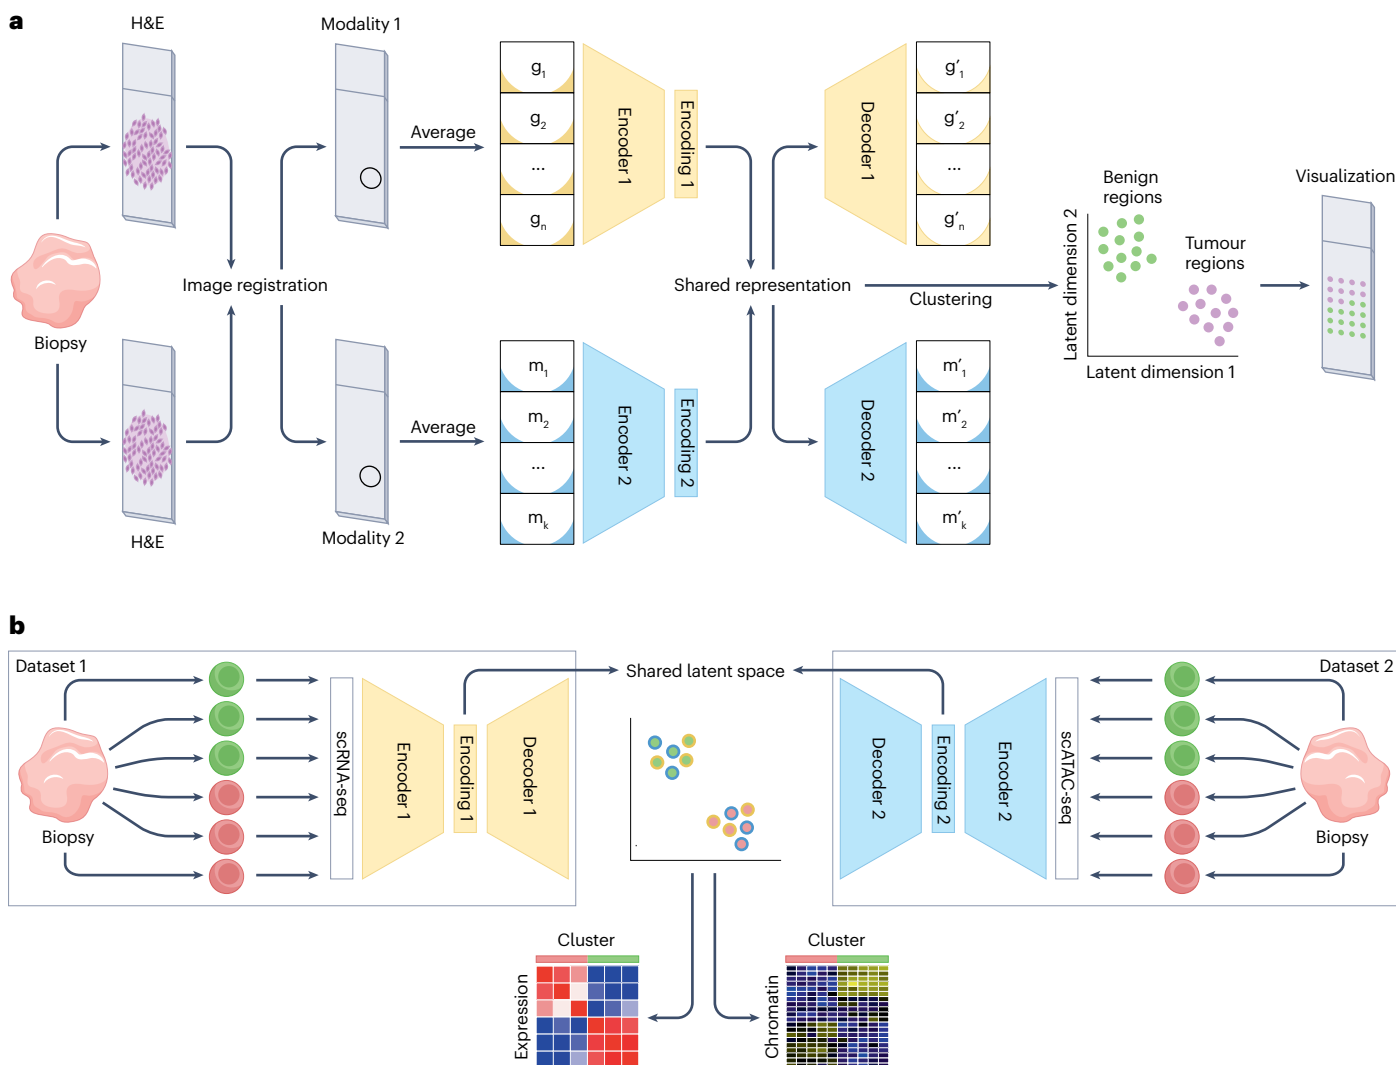 a
H&E
Modality 1
g1
g2
...
gn
Encoder 1
Encoding 1
Decoder 1
g′1
g′2
...
g′n
Average
Biopsy
Image registration
Shared representation
Clustering
Benign
regions
Tumour
regions
Latent dimension 2
Latent dimension 1
Visualization
H&E
Modality 2
Average
m1
m2
...
mk
Encoder 2
Encoding 2
Decoder 2
m′1
m′2
...
m′k
b
Dataset 1
Biopsy
scRNA-seq
Encoder 1
Encoding 1
Decoder 1
Shared latent space
Decoder 2
Encoding 2
Encoder 2
scATAC-seq
Dataset 2
Biopsy
Cluster
Expression
Cluster
Chromatin